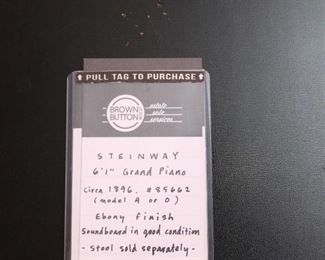 ↑ PULL TAG TO PURCHASE ↑
BROWN
BUTTON
estate
sale
services
STEINWAY
6'1" Grand Piano
Circa 1896, #85662
(model A or O)
Ebony finish
Soundboard in good condition
- stool sold separately -